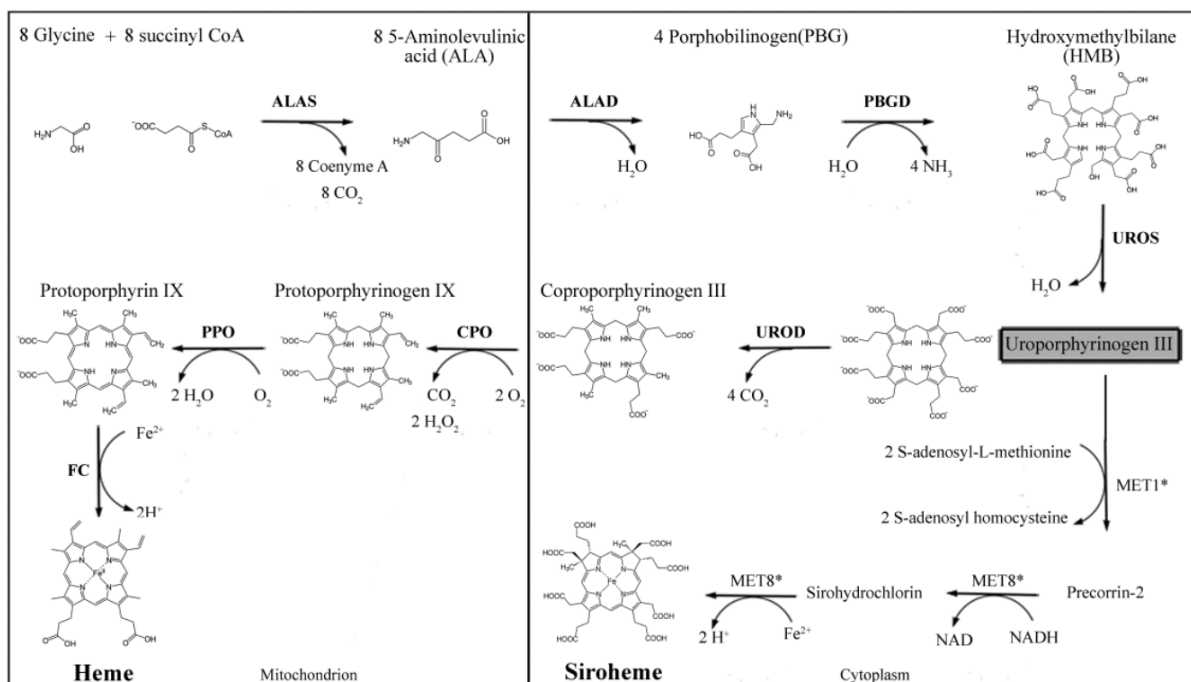 8 Glycine + 8 succinyl CoA
8 5-Aminolevulinic
acid (ALA)
4 Porphobilinogen(PBG)
Hydroxymethylbilane
(HMB)
ALAS
ALAD
PBGD
8 Coenyme A
8 CO2
H2O
H2O
4 NH3
UROS
H2O
Protoporphyrin IX
Protoporphyrinogen IX
Coproporphyrinogen III
Uroporphyrinogen III
PPO
CPO
UROD
2 H2O
O2
CO2
2 O2
2 H2O2
4 CO2
Fe2+
FC
2H+
2 S-adenosyl-L-methionine
MET1*
2 S-adenosyl homocysteine
MET8*
Sirohydrochlorin
MET8*
Precorrin-2
2 H+
Fe2+
NAD
NADH
Heme
Mitochondrion
Siroheme
Cytoplasm